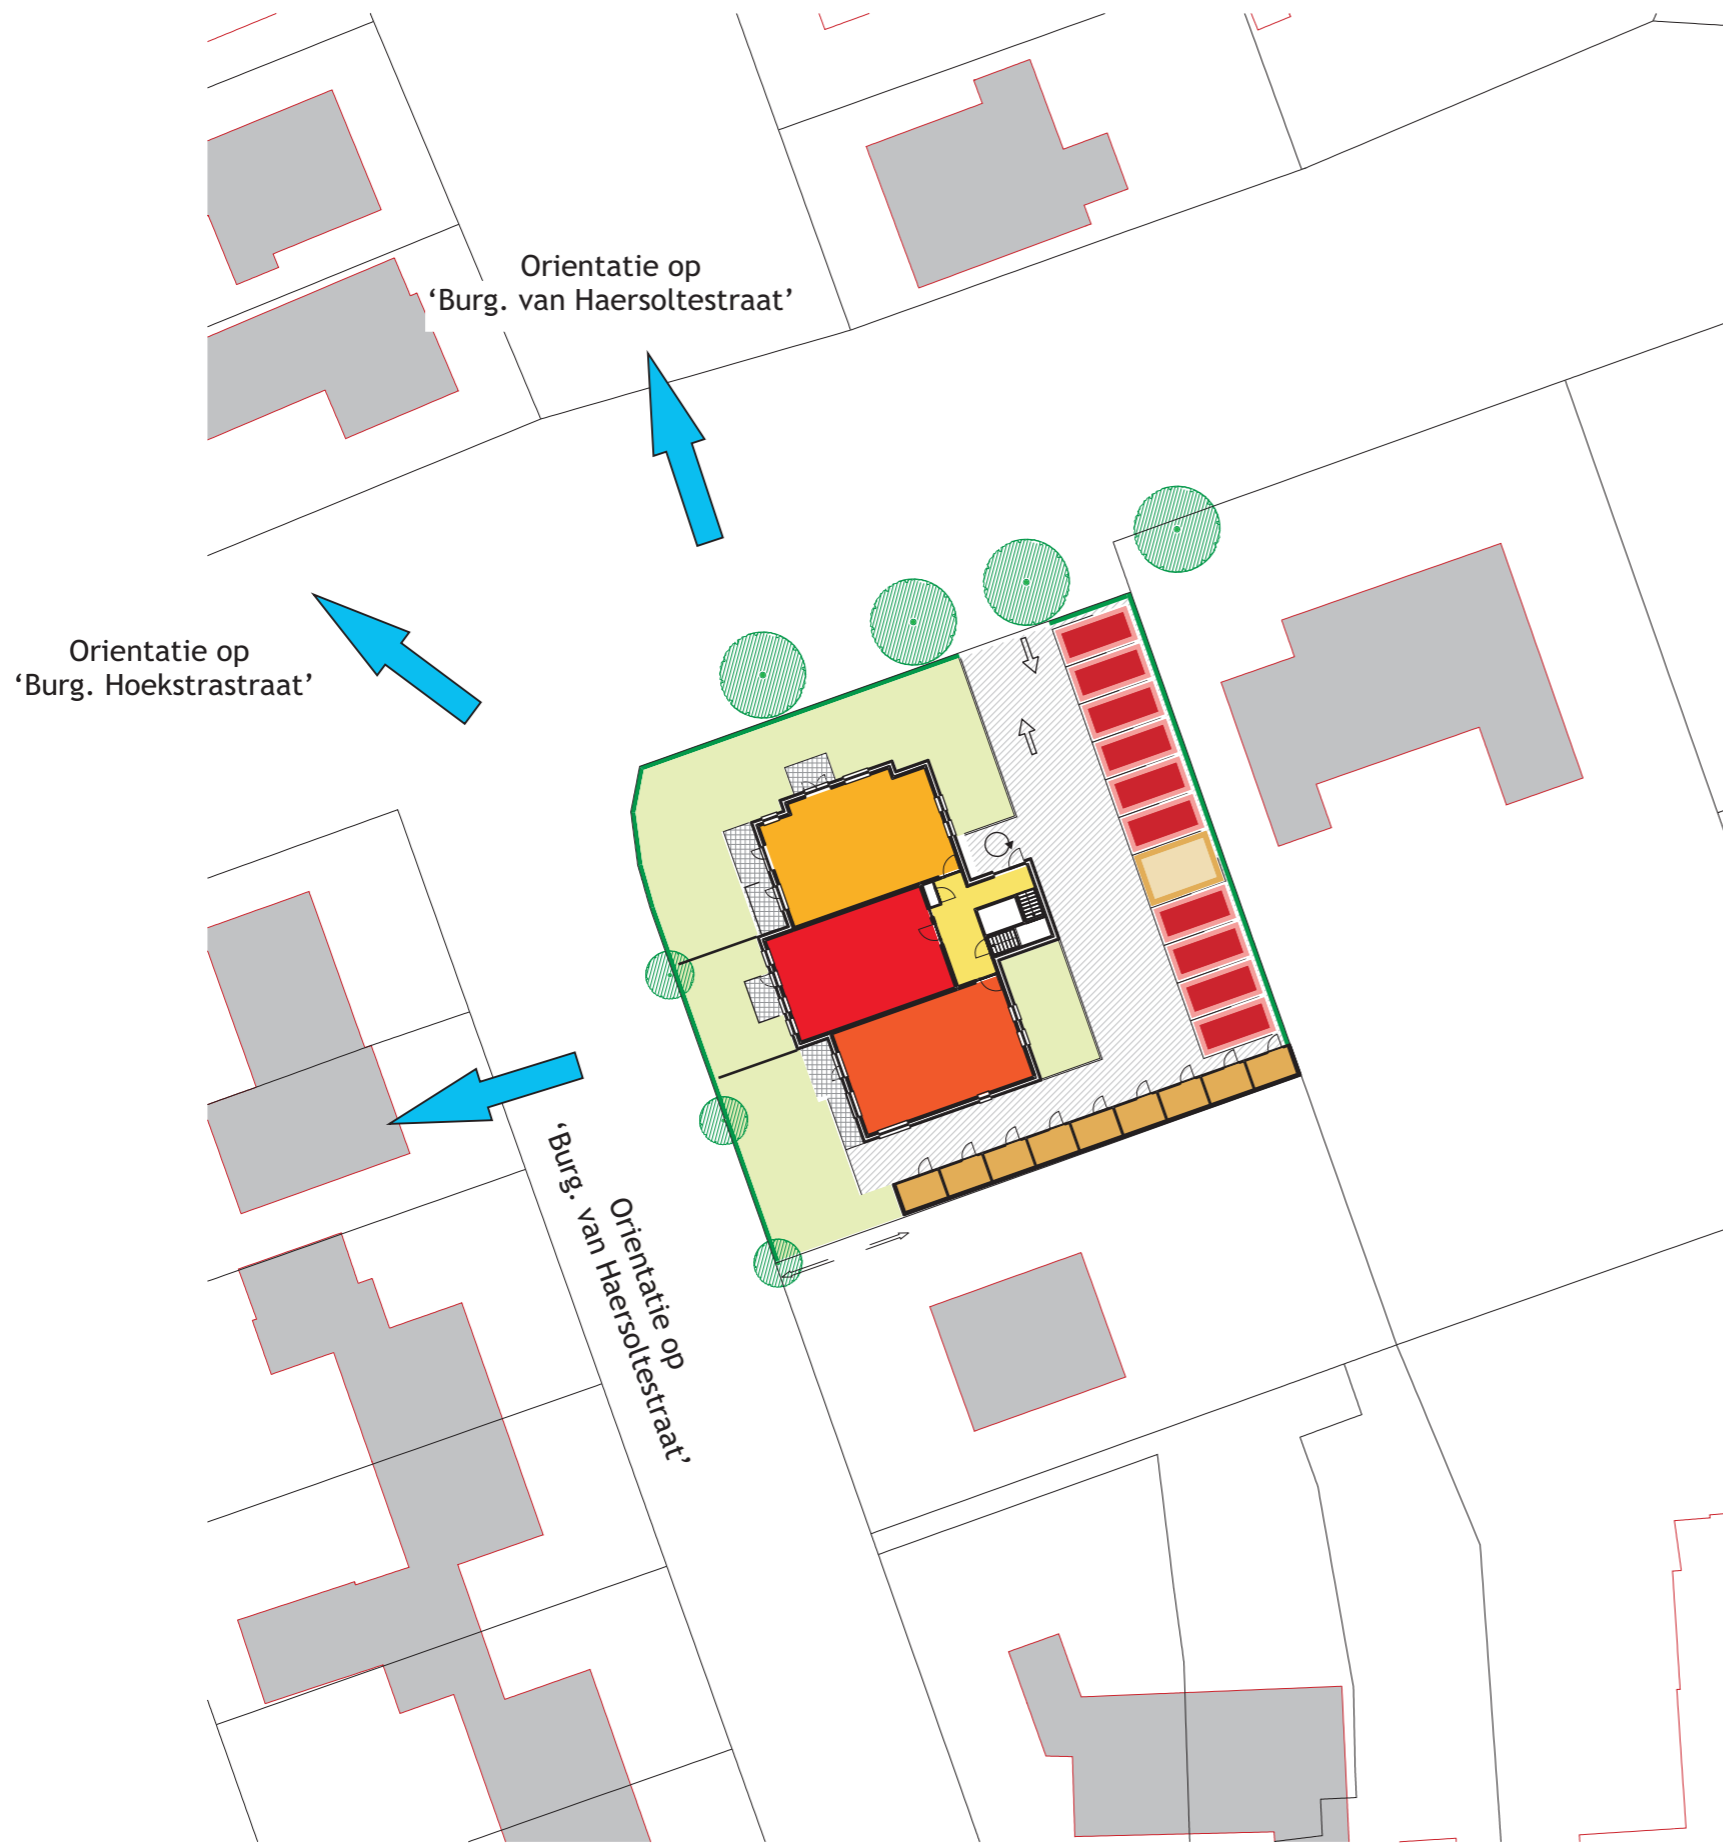 Orientatie op
‘Burg. van Haersoltestraat’
Orientatie op
‘Burg. Hoekstrastraat’
Orientatie op
‘Burg. van Haersoltestraat’